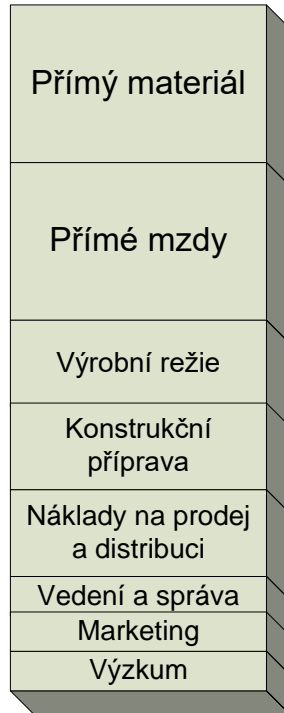 Přímý materiál
Přímé mzdy
Výrobní režie
Konstrukční
příprava
Náklady na prodej
a distribuci
Vedení a správa
Marketing
Výzkum